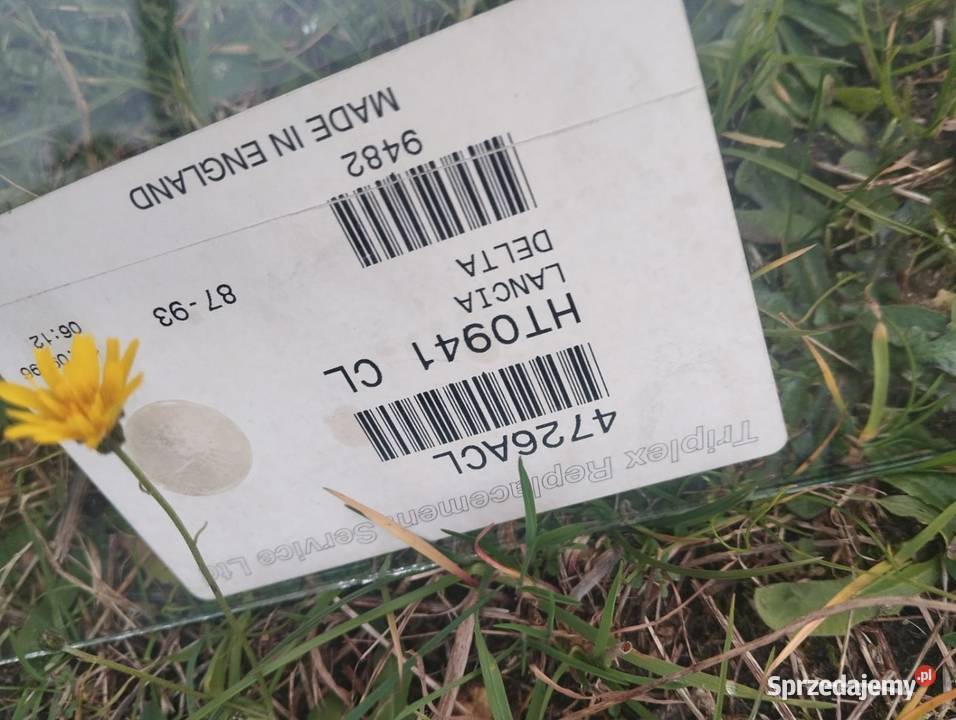 Triplex Replacement Service Ltd
4726ACL
HT0941 CL
LANCIA
DELTA
87-93
06:12
9482
MADE IN ENGLAND
Sprzedajemy.pl